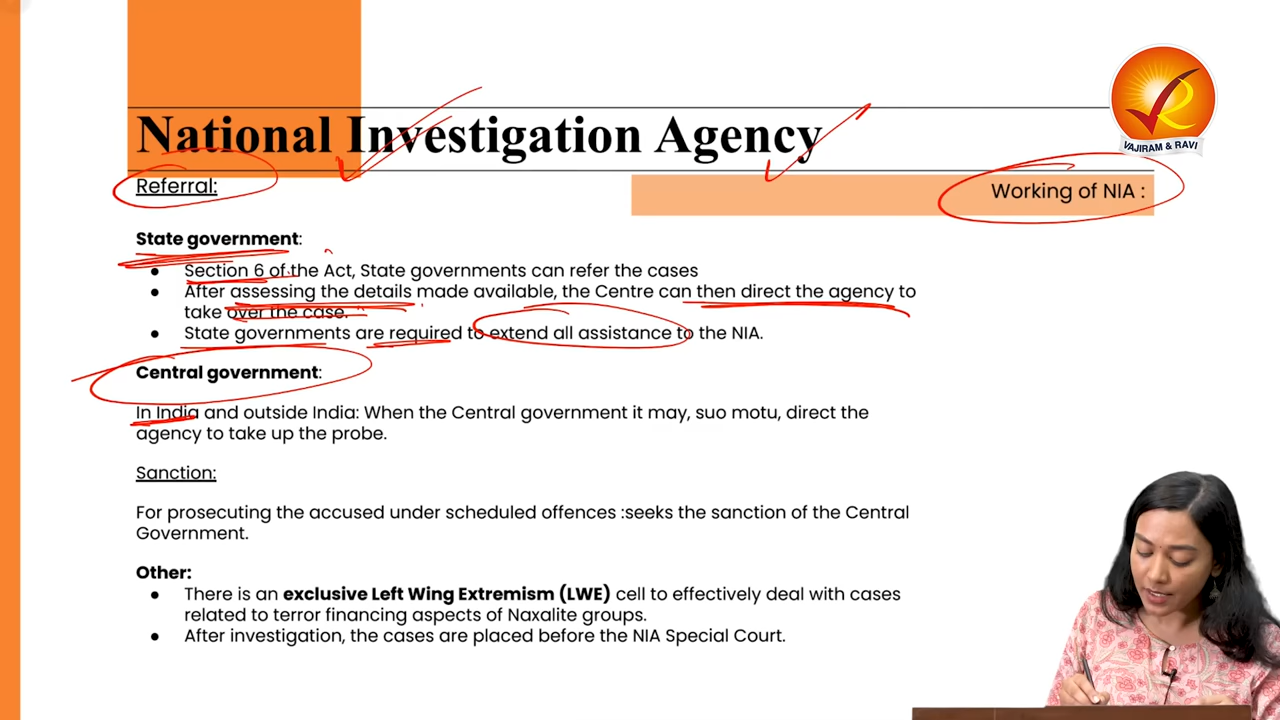 National Investigation Agency
VAJIRAM & RAVI
Referral:
Working of NIA :
State government:
● Section 6 of the Act, State governments can refer the cases
● After assessing the details made available, the Centre can then direct the agency to
take over the case.
● State governments are required to extend all assistance to the NIA.
Central government:
In India and outside India: When the Central government it may, suo motu, direct the
agency to take up the probe.
Sanction:
For prosecuting the accused under scheduled offences :seeks the sanction of the Central
Government.
Other:
● There is an exclusive Left Wing Extremism (LWE) cell to effectively deal with cases
related to terror financing aspects of Naxalite groups.
● After investigation, the cases are placed before the NIA Special Court.